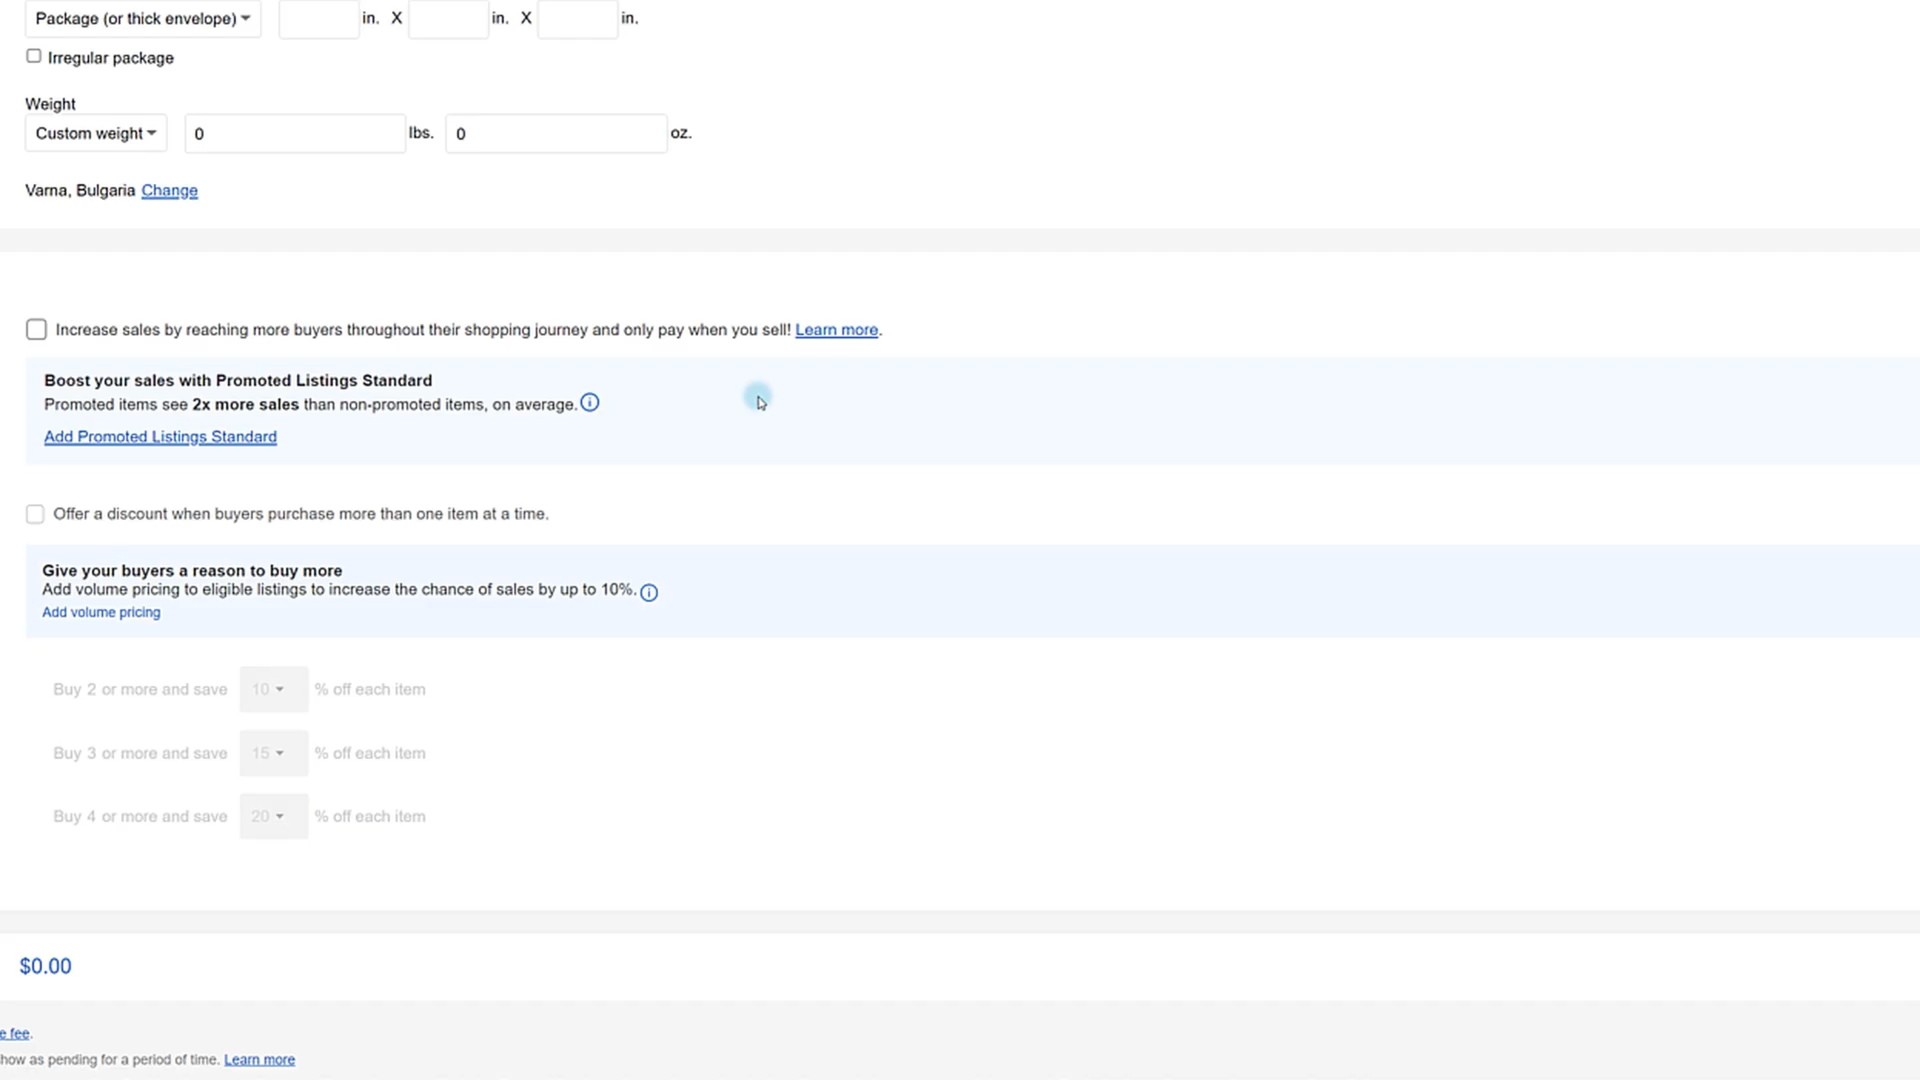 Package (or thick envelope) in. X in. X in.
Irregular package
Weight
Custom weight 0 lbs. 0 oz.
Varna, Bulgaria Change
Increase sales by reaching more buyers throughout their shopping journey and only pay when you sell! Learn more.
Boost your sales with Promoted Listings Standard
Promoted items see 2x more sales than non-promoted items, on average.
Add Promoted Listings Standard
Offer a discount when buyers purchase more than one item at a time.
Give your buyers a reason to buy more
Add volume pricing to eligible listings to increase the chance of sales by up to 10%.
Add volume pricing
Buy 2 or more and save 10 % off each item
Buy 3 or more and save 15 % off each item
Buy 4 or more and save 20 % off each item
$0.00
e fee.
how as pending for a period of time. Learn more